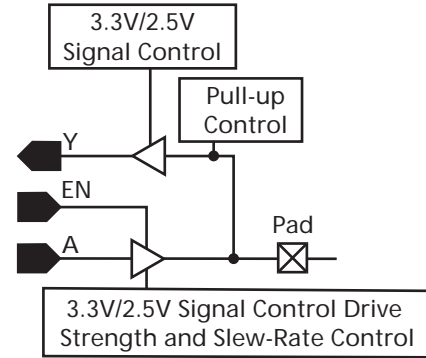 3.3V/2.5V
Signal Control
Pull-up
Control
Y
EN
A
Pad
3.3V/2.5V Signal Control Drive
Strength and Slew-Rate Control